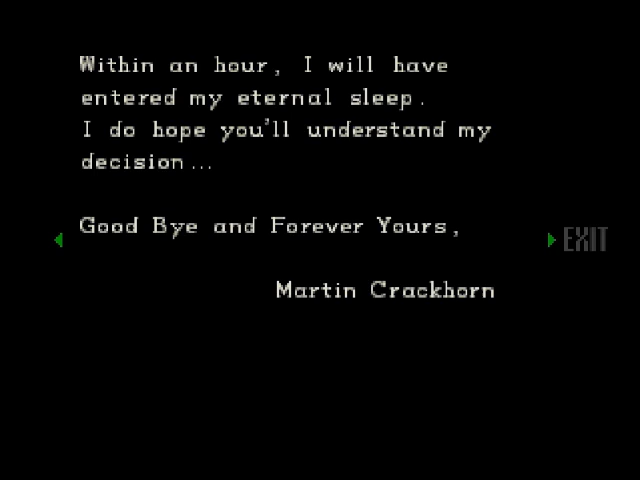 Within an hour, I will have
entered my eternal sleep.
I do hope you'll understand my
decision...
Good Bye and Forever Yours,
EXIT
Martin Crackhorn